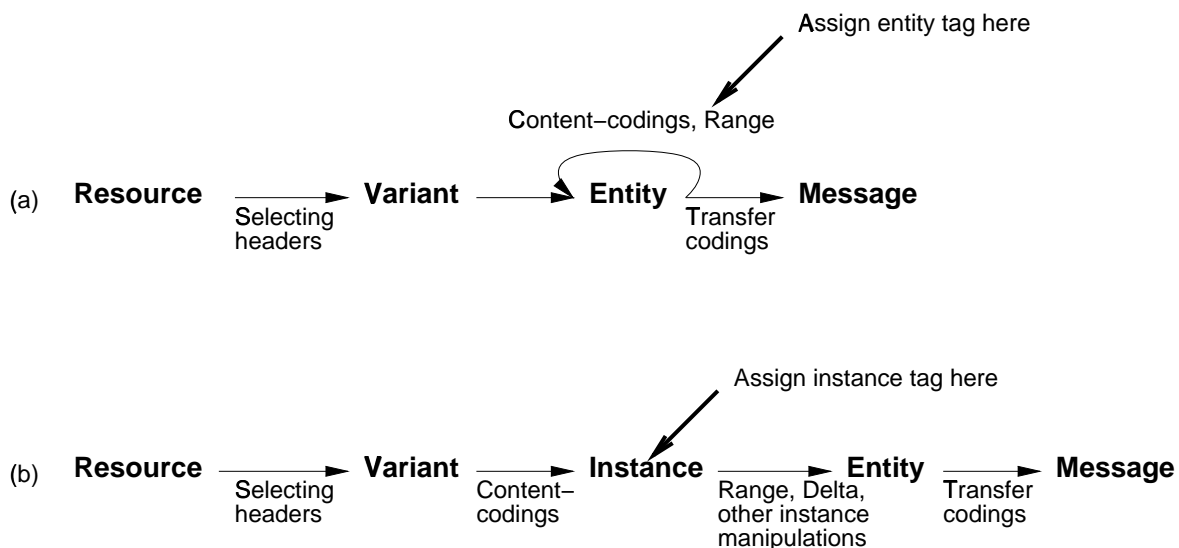 Assign entity tag here
Content–codings, Range
(a) Resource Variant Entity Message
Selecting headers
Transfer codings
Assign instance tag here
(b) Resource Variant Instance Entity Message
Selecting headers
Content–codings
Range, Delta, other instance manipulations
Transfer codings